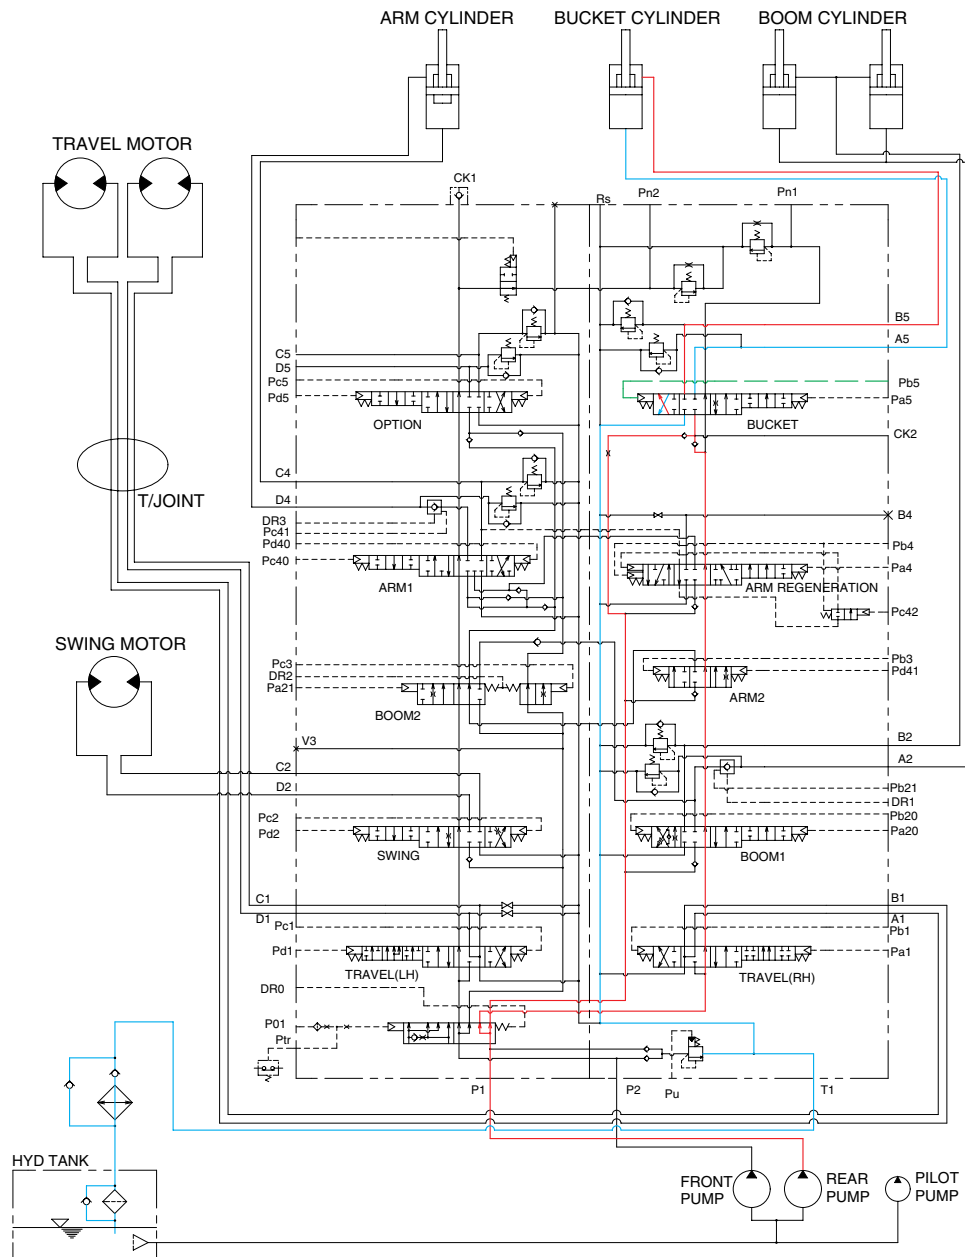 ARM CYLINDER
BUCKET CYLINDER
BOOM CYLINDER
TRAVEL MOTOR
CK1
Rs
Pn2
Pn1
B5
A5
C5
D5
Pc5
Pd5
Pb5
Pa5
OPTION
BUCKET
CK2
T/JOINT
C4
D4
DR3
Pc41
Pd40
Pc40
B4
Pb4
Pa4
ARM1
ARM REGENERATION
Pc42
SWING MOTOR
Pc3
DR2
Pa21
Pb3
Pd41
BOOM2
ARM2
V3
B2
C2
A2
D2
Pb21
DR1
Pc2
Pd2
Pb20
Pa20
SWING
BOOM1
C1
D1
Pc1
Pd1
B1
A1
Pb1
Pa1
TRAVEL(LH)
TRAVEL(RH)
DR0
P01
Ptr
P1
P2
Pu
T1
HYD TANK
FRONT
PUMP
REAR
PUMP
PILOT
PUMP